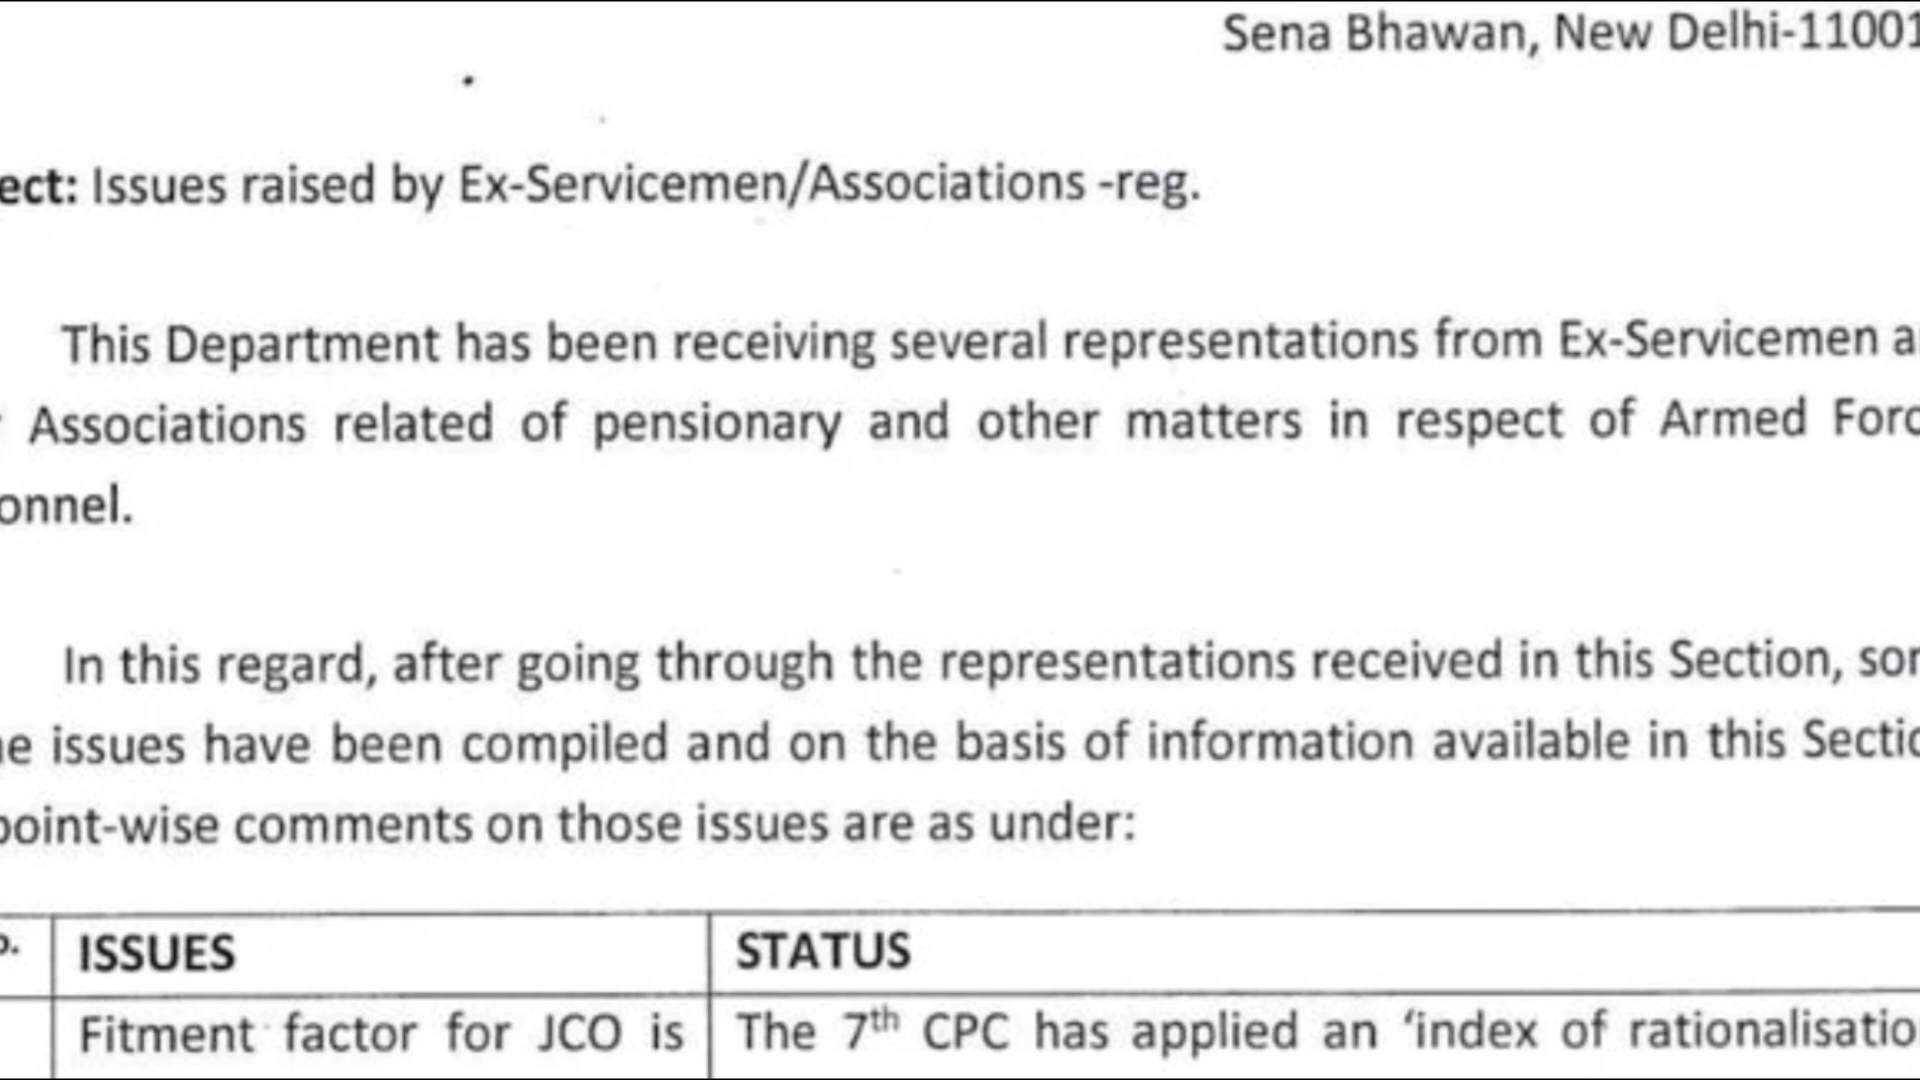 Sena Bhawan, New Delhi-11001
ect: Issues raised by Ex-Servicemen/Associations -reg.
This Department has been receiving several representations from Ex-Servicemen a
Associations related of pensionary and other matters in respect of Armed Forc
onnel.
In this regard, after going through the representations received in this Section, som
e issues have been compiled and on the basis of information available in this Sectio
point-wise comments on those issues are as under:
o. ISSUES STATUS
Fitment factor for JCO is The 7th CPC has applied an ‘index of rationalisatio